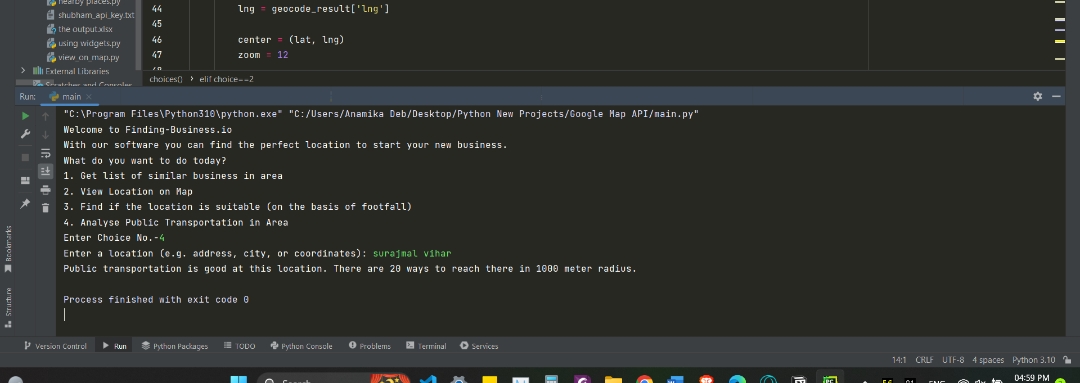 nearby places.py
shubham_api_key.txt
the output.xlsx
using widgets.py
view_on_map.py
External Libraries
Scratches and Consoles
44 lng = geocode_result['lng']
45
46 center = (lat, lng)
47 zoom = 12
48
choices() > elif choice==2
Run: main
"C:\Program Files\Python310\python.exe" "C:/Users/Anamika Deb/Desktop/Python New Projects/Google Map API/main.py"
Welcome to Finding-Business.io
With our software you can find the perfect location to start your new business.
What do you want to do today?
1. Get list of similar business in area
2. View Location on Map
3. Find if the location is suitable (on the basis of footfall)
4. Analyse Public Transportation in Area
Enter Choice No.-4
Enter a location (e.g. address, city, or coordinates): surajmal vihar
Public transportation is good at this location. There are 20 ways to reach there in 1000 meter radius.
Process finished with exit code 0
Bookmarks
Structure
Version Control Run Python Packages TODO Python Console Problems Terminal Services
14:1 CRLF UTF-8 4 spaces Python 3.10
Search
ENG
04:59 PM